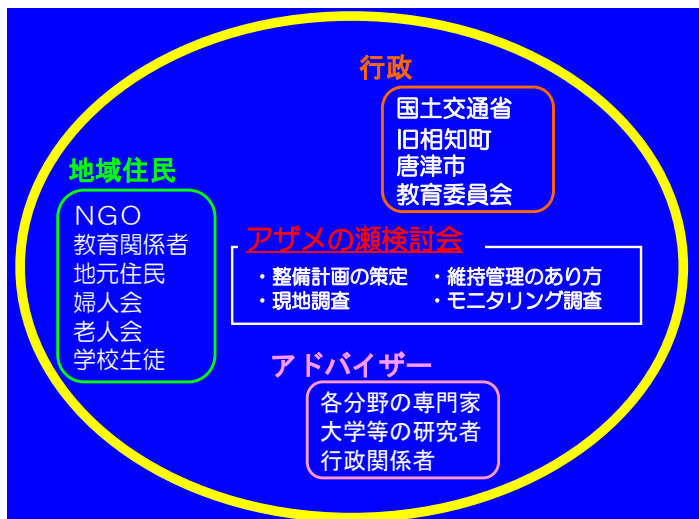 行政
国土交通省
旧相知町
唐津市
教育委員会
地域住民
NGO
教育関係者
地元住民
婦人会
老人会
学校生徒
アザメの瀬検討会
・整備計画の策定 ・維持管理のあり方
・現地調査 ・モニタリング調査
アドバイザー
各分野の専門家
大学等の研究者
行政関係者